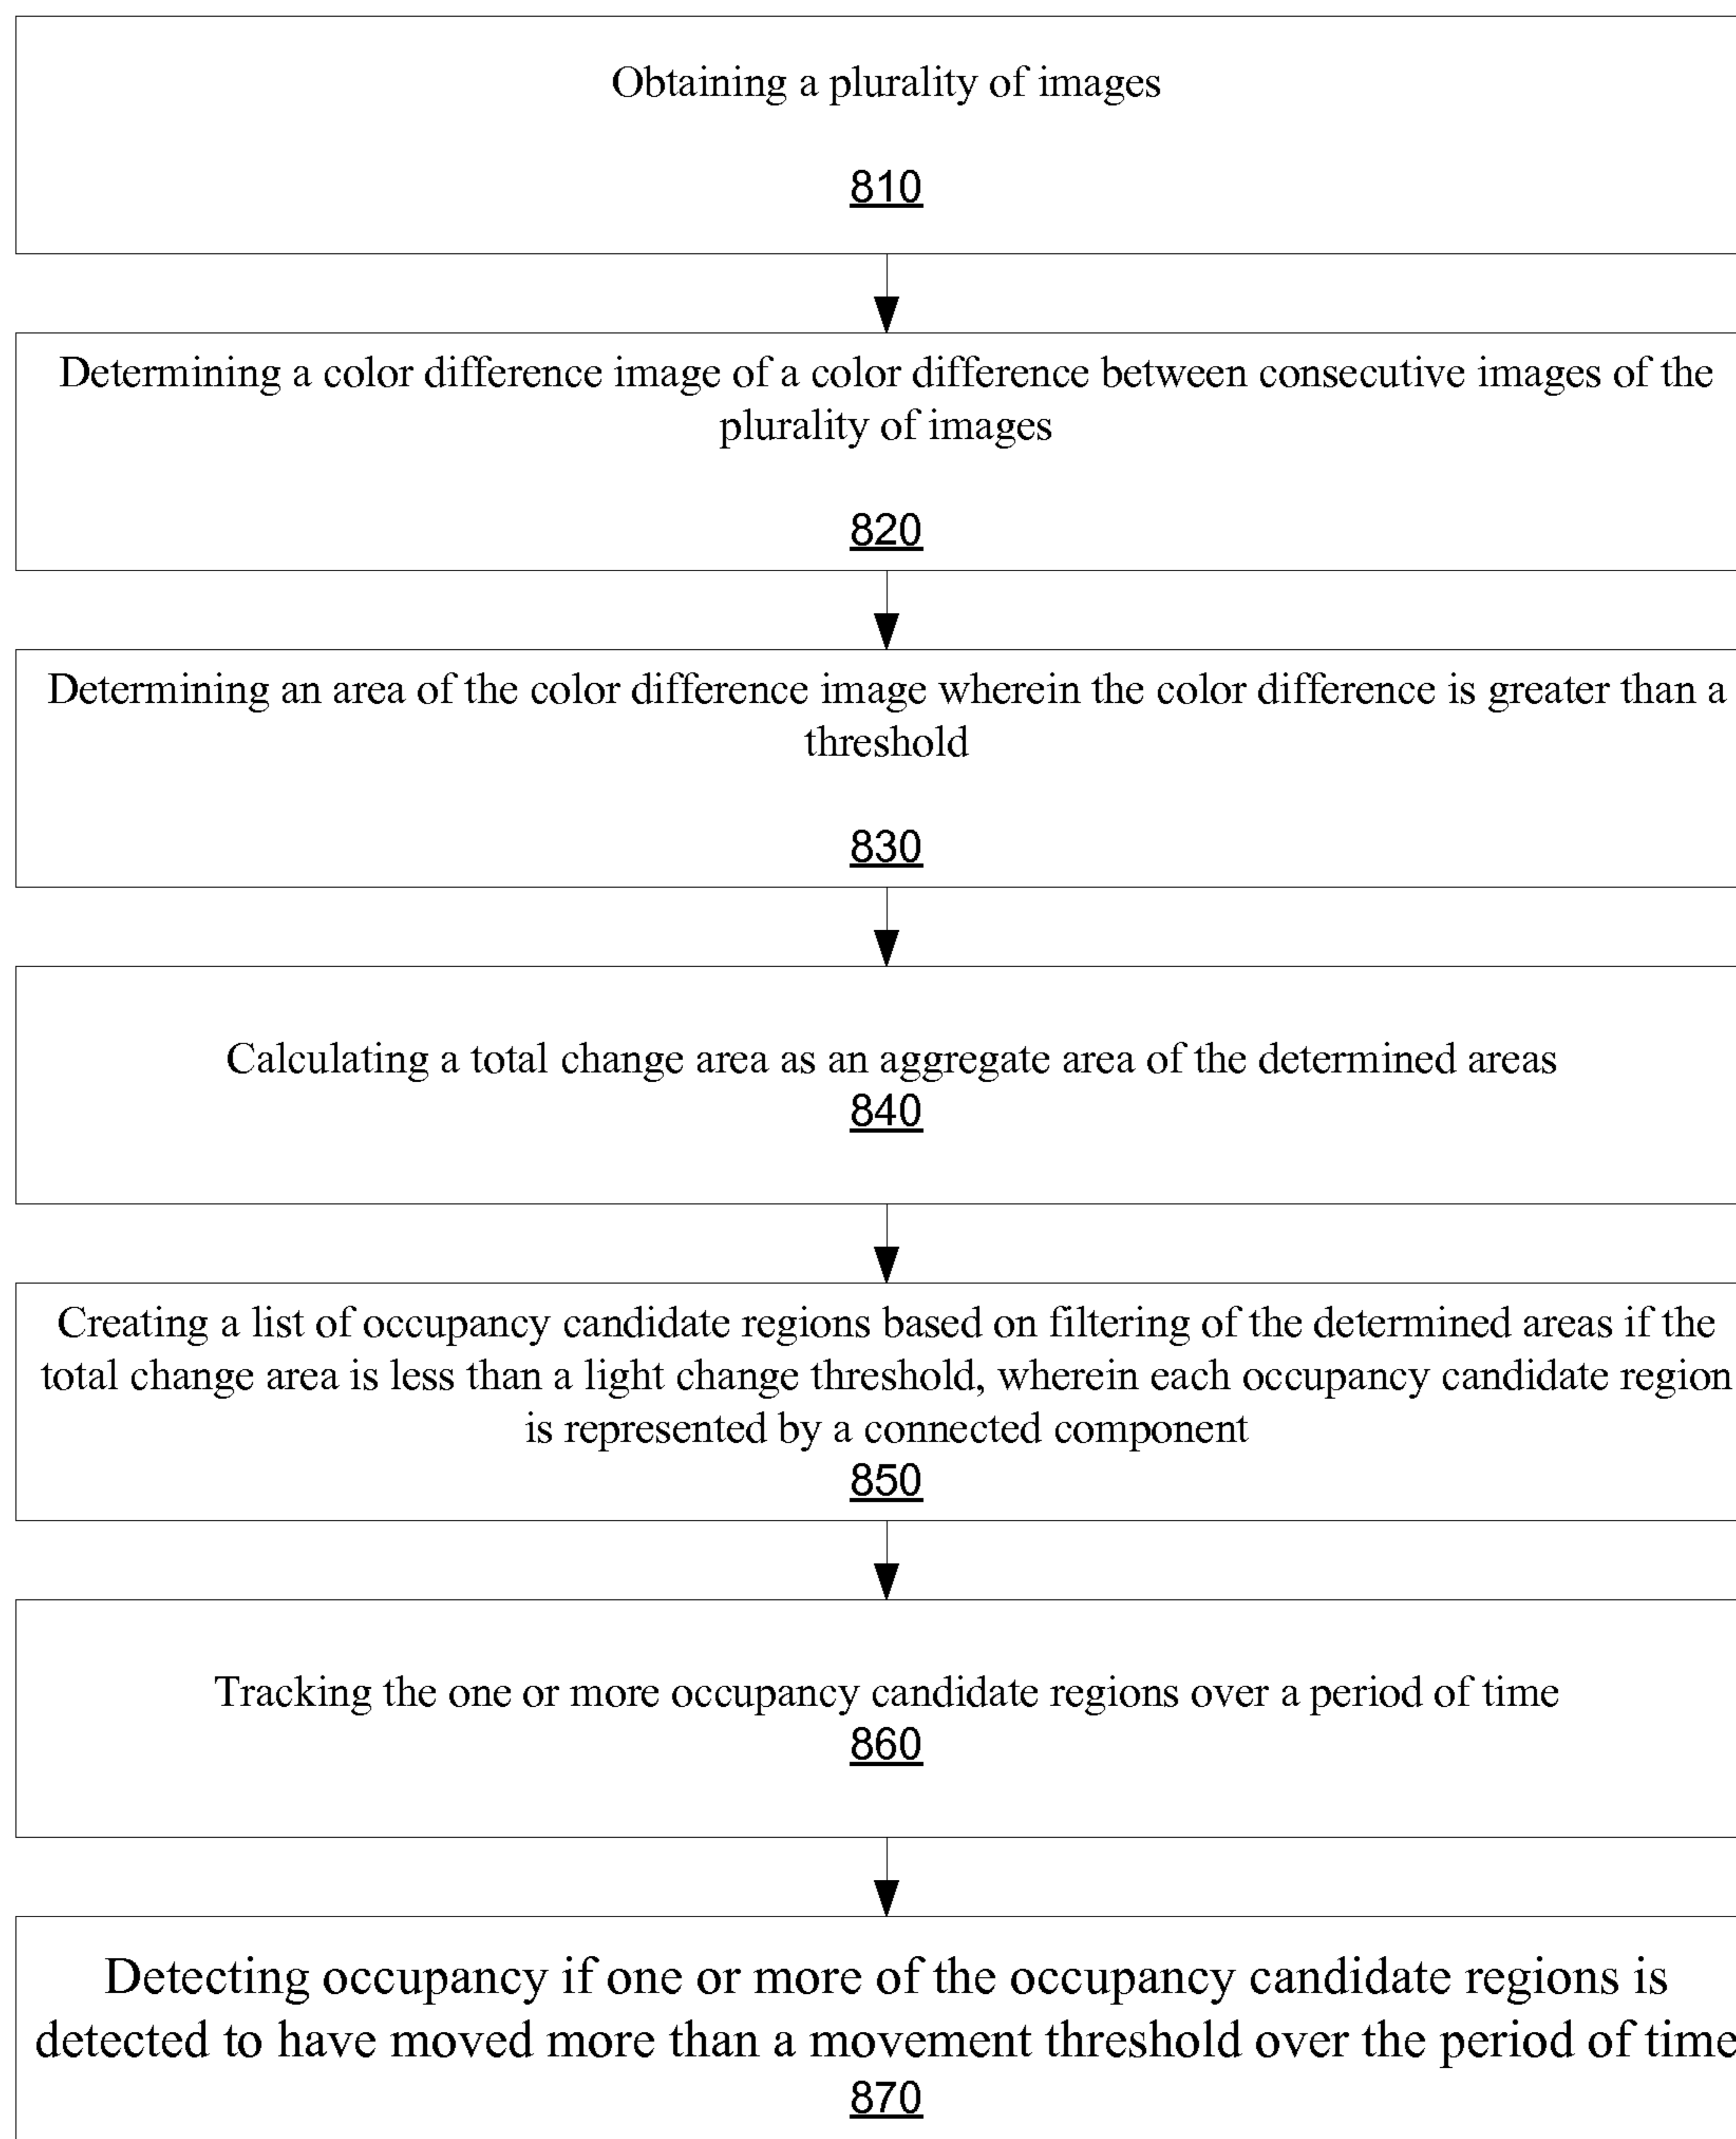 Obtaining a plurality of images
810
Determining a color difference image of a color difference between consecutive images of the
plurality of images
820
Determining an area of the color difference image wherein the color difference is greater than a
threshold
830
Calculating a total change area as an aggregate area of the determined areas
840
Creating a list of occupancy candidate regions based on filtering of the determined areas if the
total change area is less than a light change threshold, wherein each occupancy candidate region
is represented by a connected component
850
Tracking the one or more occupancy candidate regions over a period of time
860
Detecting occupancy if one or more of the occupancy candidate regions is
detected to have moved more than a movement threshold over the period of time
870